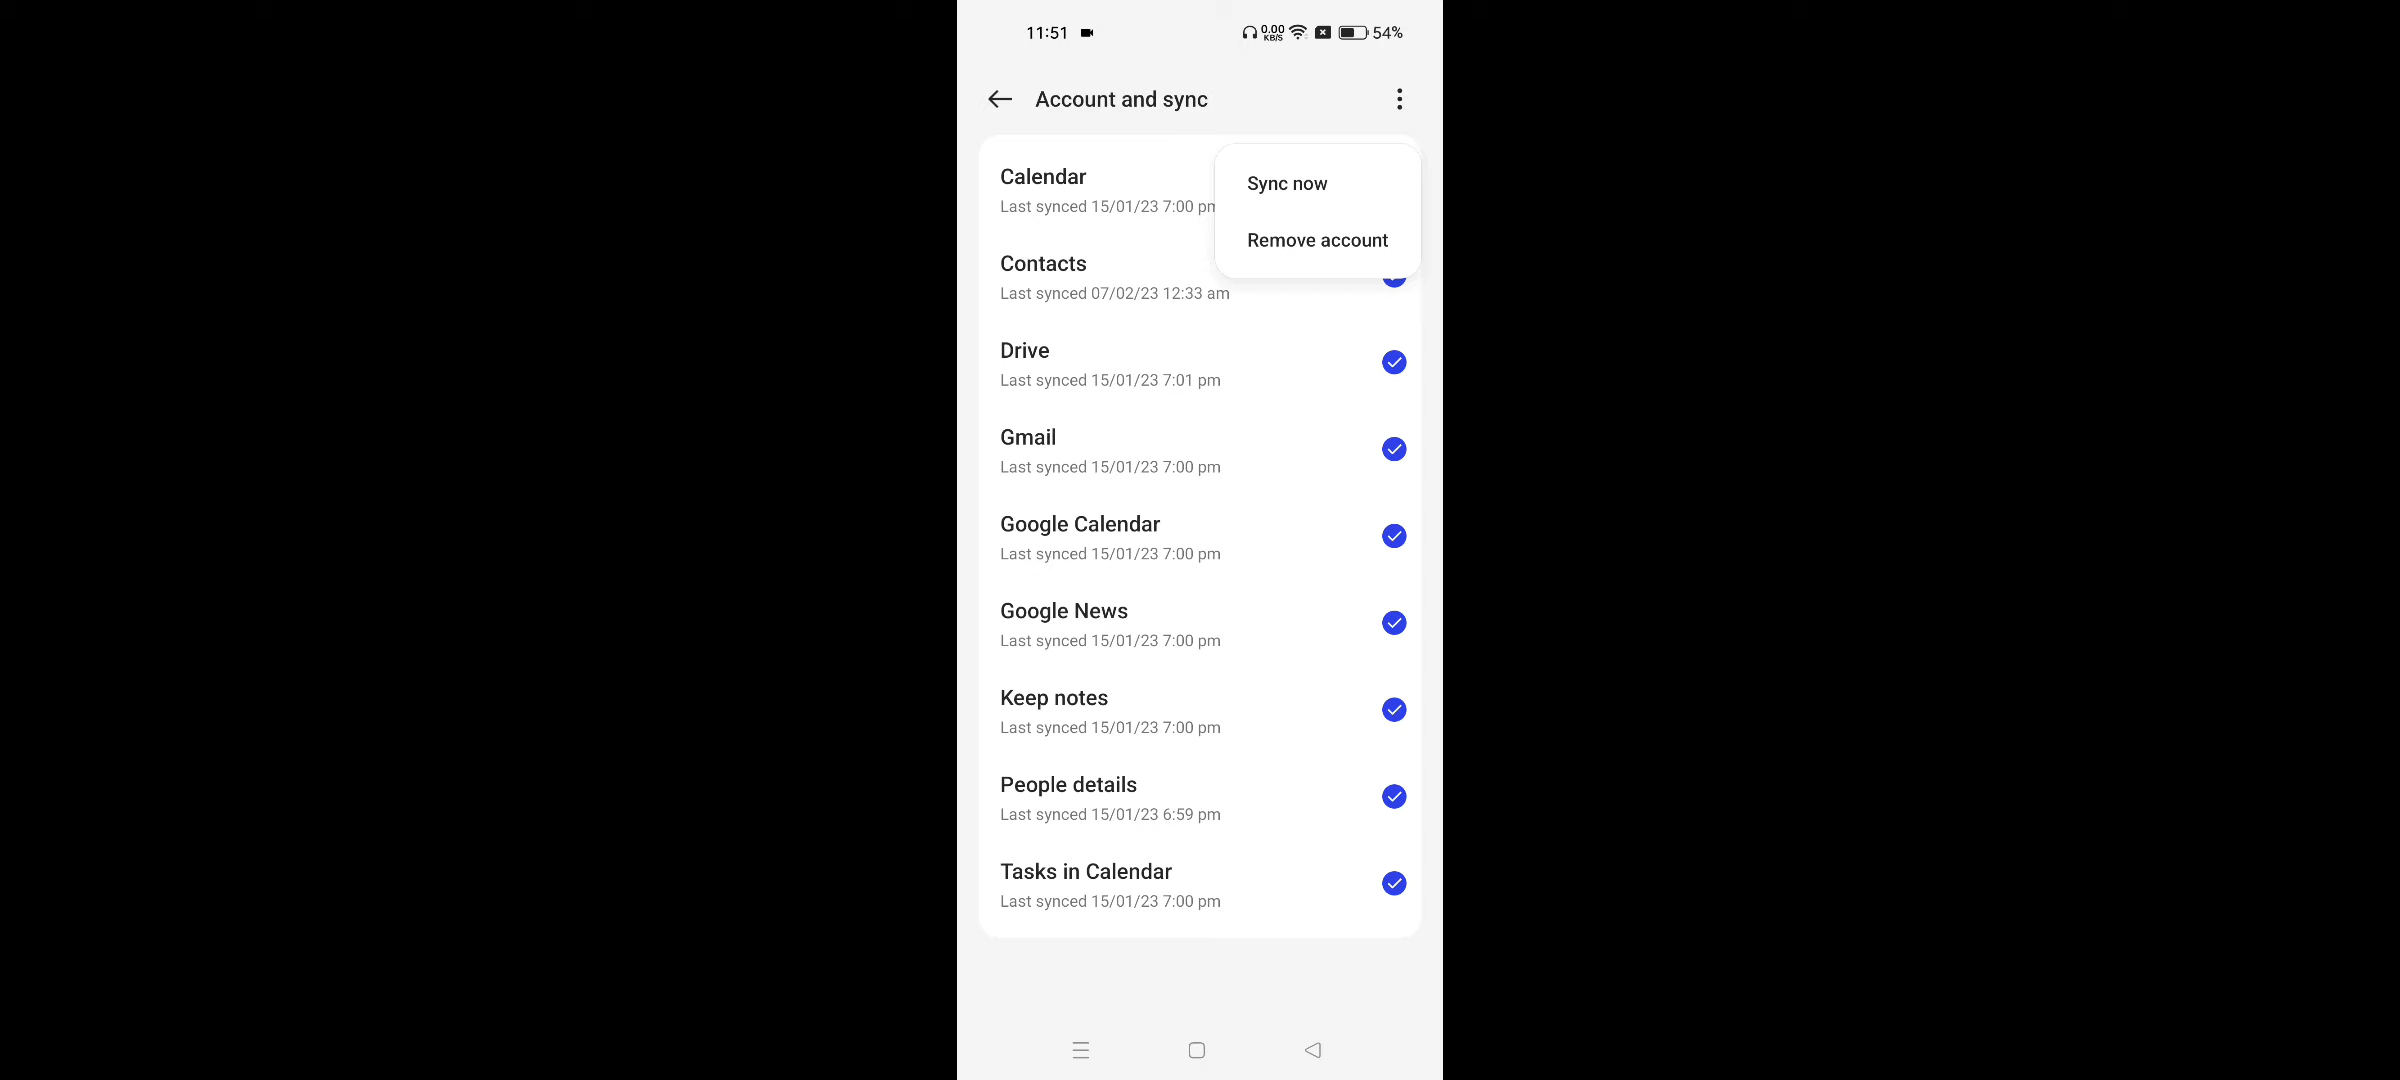 11:51
0.00
KB/S
54%
Account and sync
Calendar
Last synced 15/01/23 7:00 pm
Sync now
Remove account
Contacts
Last synced 07/02/23 12:33 am
Drive
Last synced 15/01/23 7:01 pm
Gmail
Last synced 15/01/23 7:00 pm
Google Calendar
Last synced 15/01/23 7:00 pm
Google News
Last synced 15/01/23 7:00 pm
Keep notes
Last synced 15/01/23 7:00 pm
People details
Last synced 15/01/23 6:59 pm
Tasks in Calendar
Last synced 15/01/23 7:00 pm